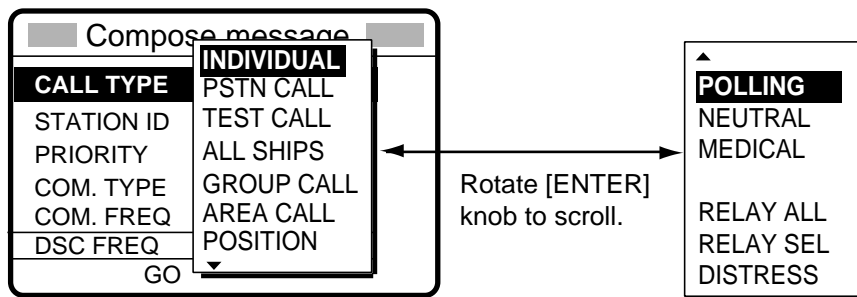 Compose message
CALL TYPE
STATION ID
PRIORITY
COM. TYPE
COM. FREQ
DSC FREQ
GO
INDIVIDUAL
PSTN CALL
TEST CALL
ALL SHIPS
GROUP CALL
AREA CALL
POSITION
Rotate [ENTER]
knob to scroll.
POLLING
NEUTRAL
MEDICAL
RELAY ALL
RELAY SEL
DISTRESS